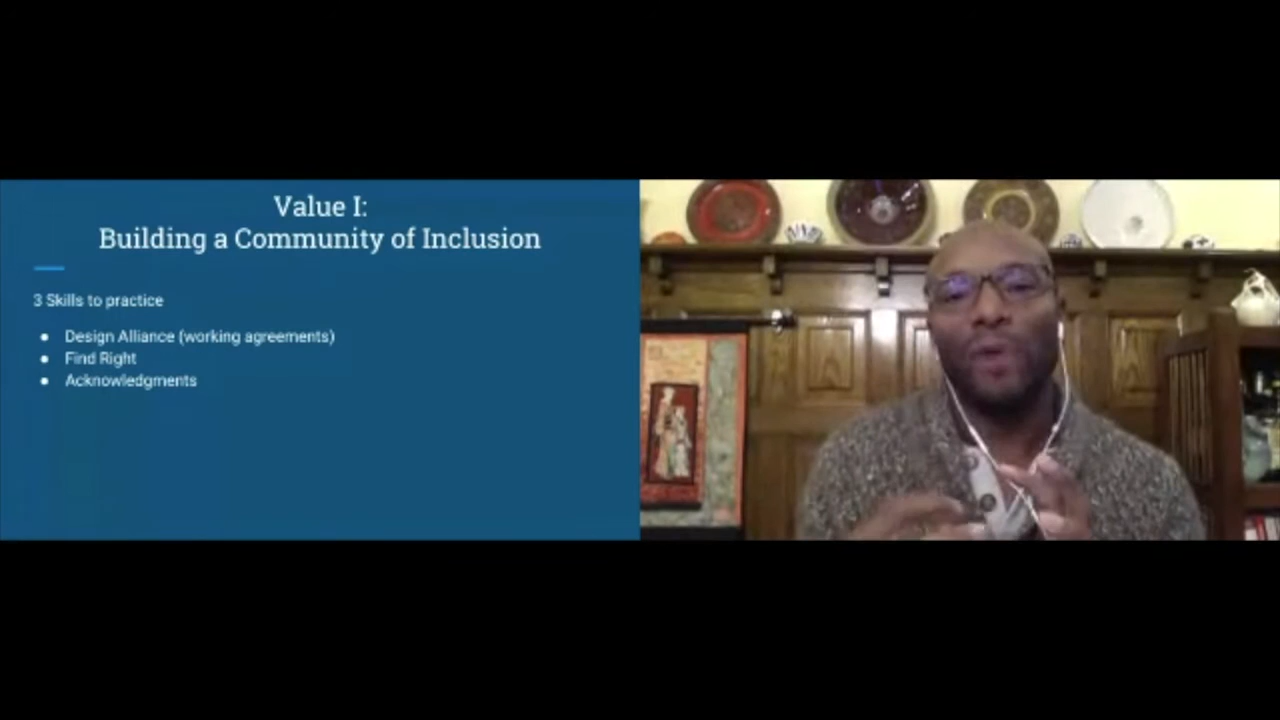 Value I:
Building a Community of Inclusion
3 Skills to practice
● Design Alliance (working agreements)
● Find Right
● Acknowledgments